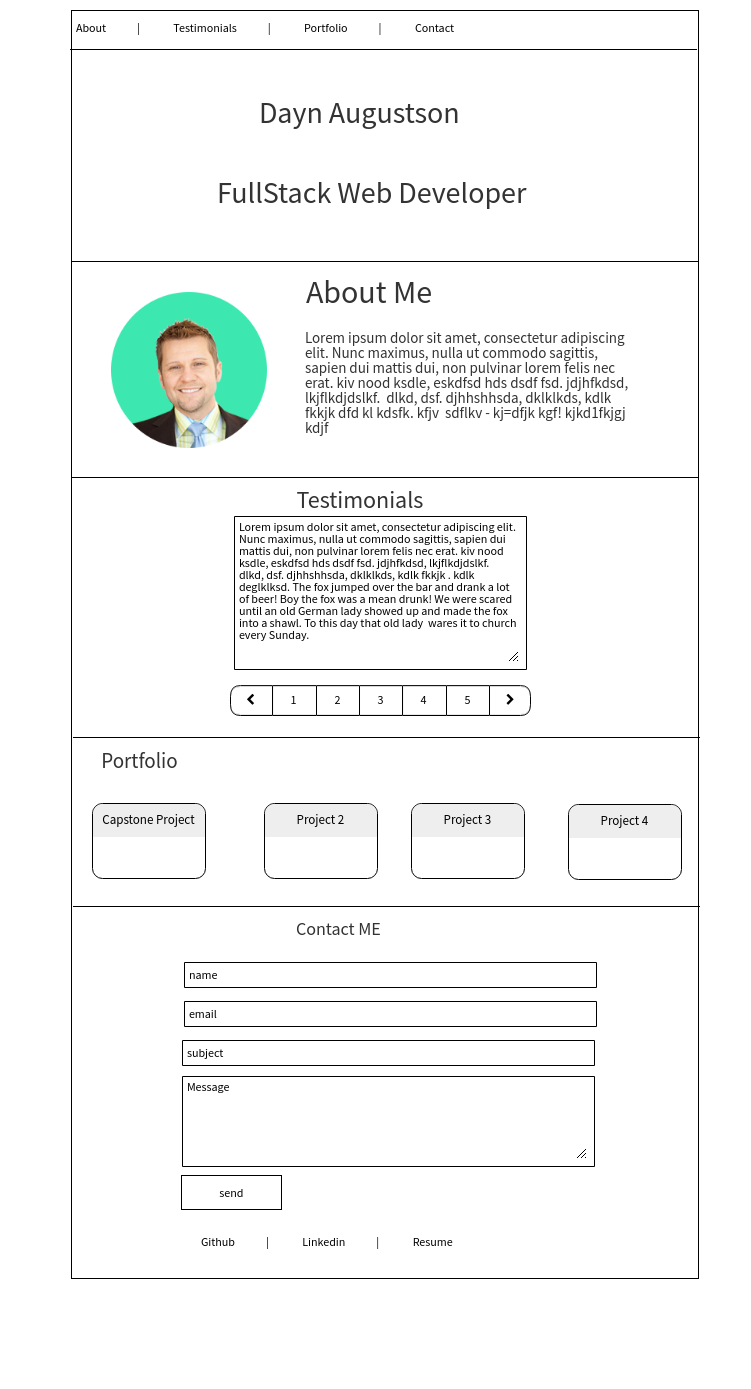 About | Testimonials | Portfolio | Contact
Dayn Augustson
FullStack Web Developer
About Me
Lorem ipsum dolor sit amet, consectetur adipiscing
elit. Nunc maximus, nulla ut commodo sagittis,
sapien dui mattis dui, non pulvinar lorem felis nec
erat. kiv nood ksdle, eskdfsd hds dsdf fsd. jdjhfkdsd,
lkjflkdjdslkf.  dlkd, dsf. djhhshhsda, dklklkds, kdlk
fkkjk dfd kl kdsfk. kfjv  sdflkv - kj=dfjk kgf! kjkd1fkjgj
kdjf
Testimonials
Lorem ipsum dolor sit amet, consectetur adipiscing elit.
Nunc maximus, nulla ut commodo sagittis, sapien dui
mattis dui, non pulvinar lorem felis nec erat. kiv nood
ksdle, eskdfsd hds dsdf fsd. jdjhfkdsd, lkjflkdjdslkf.
dlkd, dsf. djhhshhsda, dklklkds, kdlk fkkjk . kdlk
deglklksd. The fox jumped over the bar and drank a lot
of beer! Boy the fox was a mean drunk! We were scared
until an old German lady showed up and made the fox
into a shawl. To this day that old lady  wares it to church
every Sunday.
1 2 3 4 5
Portfolio
Capstone Project Project 2 Project 3 Project 4
Contact ME
name
email
subject
Message
send
Github | Linkedin | Resume